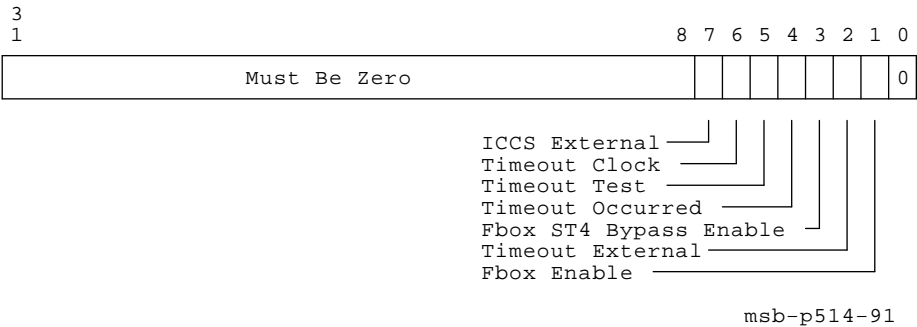 3
1 8 7 6 5 4 3 2 1 0
Must Be Zero 0
ICCS External
Timeout Clock
Timeout Test
Timeout Occurred
Fbox ST4 Bypass Enable
Timeout External
Fbox Enable
msb-p514-91